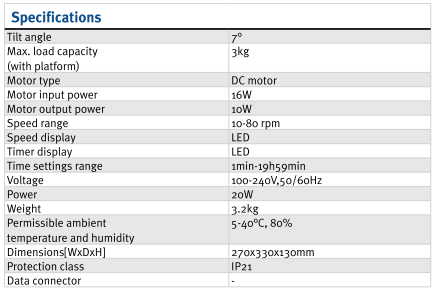 Specifications
Tilt angle 7°
Max. load capacity 3kg
(with platform)
Motor type DC motor
Motor input power 16W
Motor output power 10W
Speed range 10-80 rpm
Speed display LED
Timer display LED
Time settings range 1min-19h59min
Voltage 100-240V,50/60Hz
Power 20W
Weight 3.2kg
Permissible ambient 5-40°C, 80%
temperature and humidity
Dimensions[WxDxH] 270x330x130mm
Protection class IP21
Data connector -